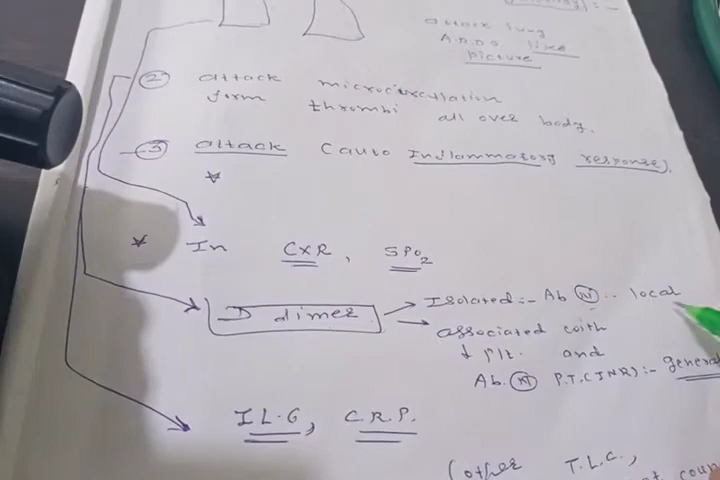 attack lung
A.R.D.S like
picture
② attack microcirculation
form thrombi all over body.
③ attack Cauto Inflammatory response).
In CXR, SPO2
D dimer
Isolated:- Ab (N) .. local
associated with
↓ Plt. and
Ab. (N) P.T.(INR):- general
IL-6, C.R.P.
(other T.L.C.,